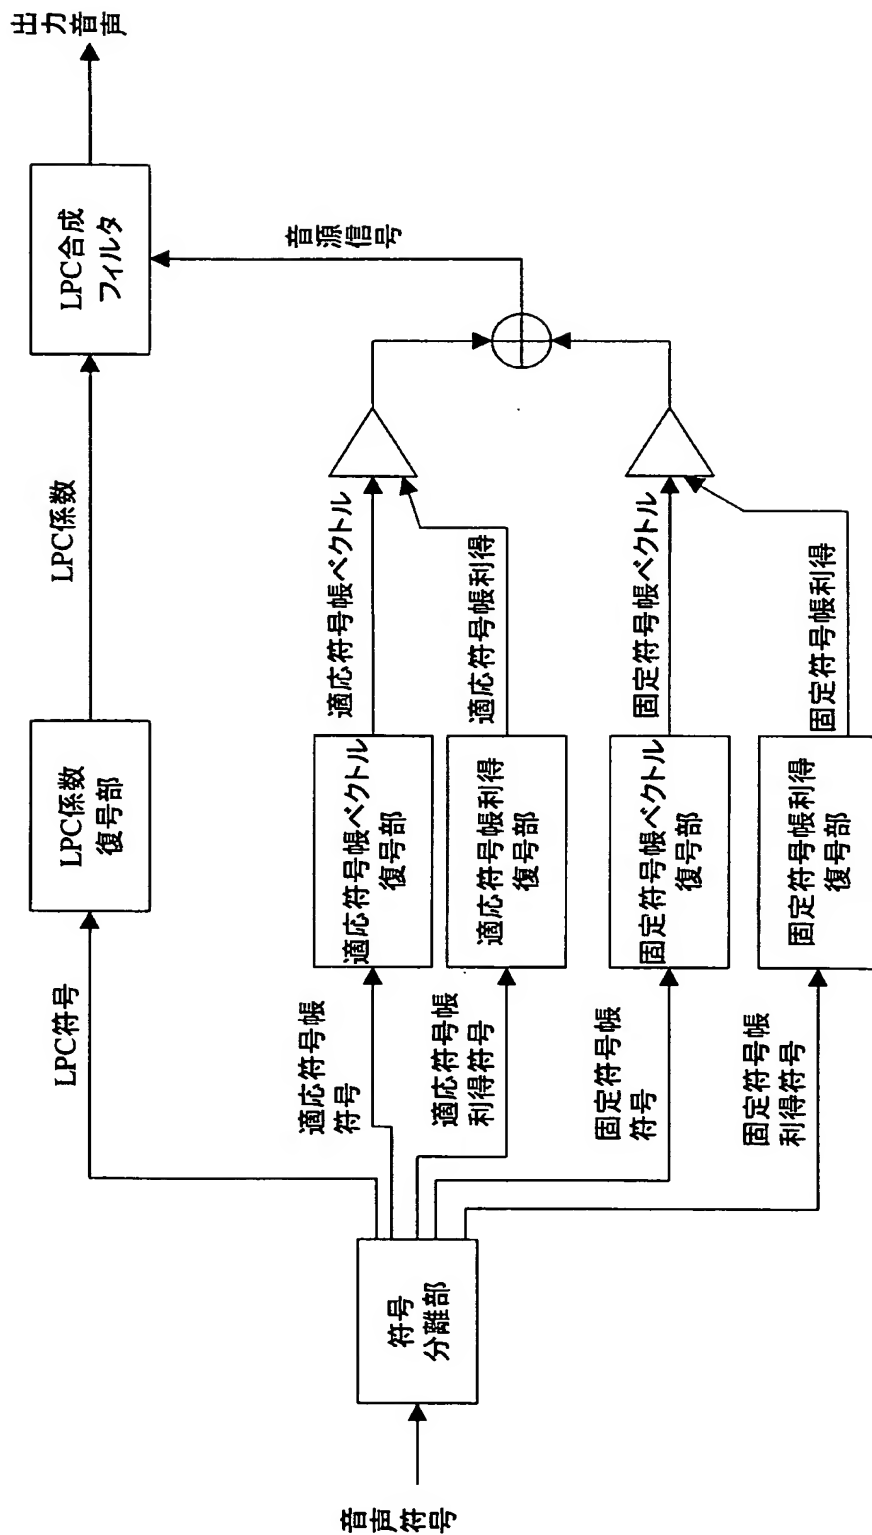 音声符号
符号
分離部
LPC符号
LPC係数
復号部
LPC係数
LPC合成
フィルタ
出力音声
適応符号帳
符号
適応符号帳ベクトル
復号部
適応符号帳ベクトル
適応符号帳
利得符号
適応符号帳利得
復号部
適応符号帳利得
音源信号
固定符号帳
符号
固定符号帳ベクトル
復号部
固定符号帳ベクトル
固定符号帳
利得符号
固定符号帳利得
復号部
固定符号帳利得